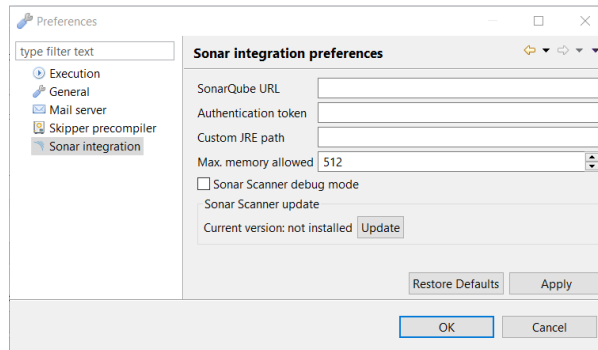 Preferences
type filter text
Execution
General
Mail server
Skipper precompiler
Sonar integration
Sonar integration preferences
SonarQube URL
Authentication token
Custom JRE path
Max. memory allowed 512
Sonar Scanner debug mode
Sonar Scanner update
Current version: not installed Update
Restore Defaults Apply
OK Cancel